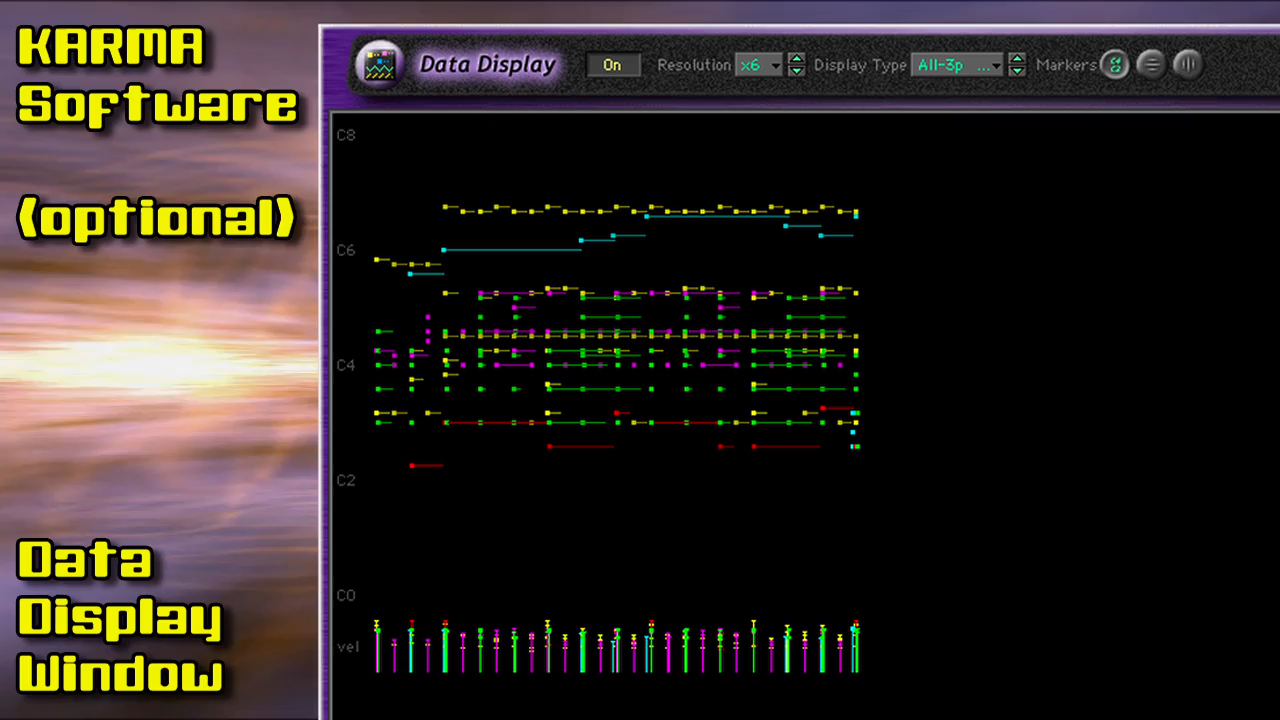 KARMA
Software
(optional)
Data
Display
Window
Data Display
On
Resolution x6
Display Type All-3p ...
Markers
C8
C6
C4
C2
C0
vel